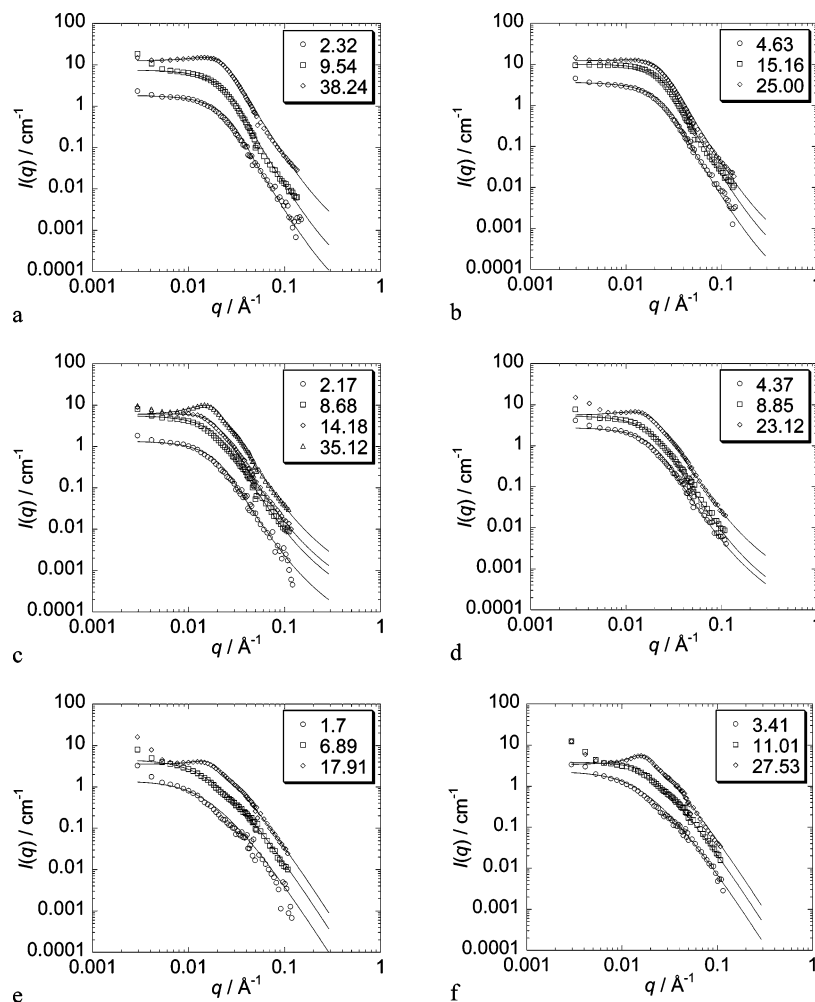 100
10
1
0.1
0.01
0.001
0.0001
I(q) / cm⁻¹
2.32
9.54
38.24
0.001 0.01 0.1 1
q / Å⁻¹
a
100
10
1
0.1
0.01
0.001
0.0001
I(q) / cm⁻¹
4.63
15.16
25.00
0.001 0.01 0.1 1
q / Å⁻¹
b
100
10
1
0.1
0.01
0.001
0.0001
I(q) / cm⁻¹
2.17
8.68
14.18
35.12
0.001 0.01 0.1 1
q / Å⁻¹
c
100
10
1
0.1
0.01
0.001
0.0001
I(q) / cm⁻¹
4.37
8.85
23.12
0.001 0.01 0.1 1
q / Å⁻¹
d
100
10
1
0.1
0.01
0.001
0.0001
I(q) / cm⁻¹
1.7
6.89
17.91
0.001 0.01 0.1 1
q / Å⁻¹
e
100
10
1
0.1
0.01
0.001
0.0001
I(q) / cm⁻¹
3.41
11.01
27.53
0.001 0.01 0.1 1
q / Å⁻¹
f